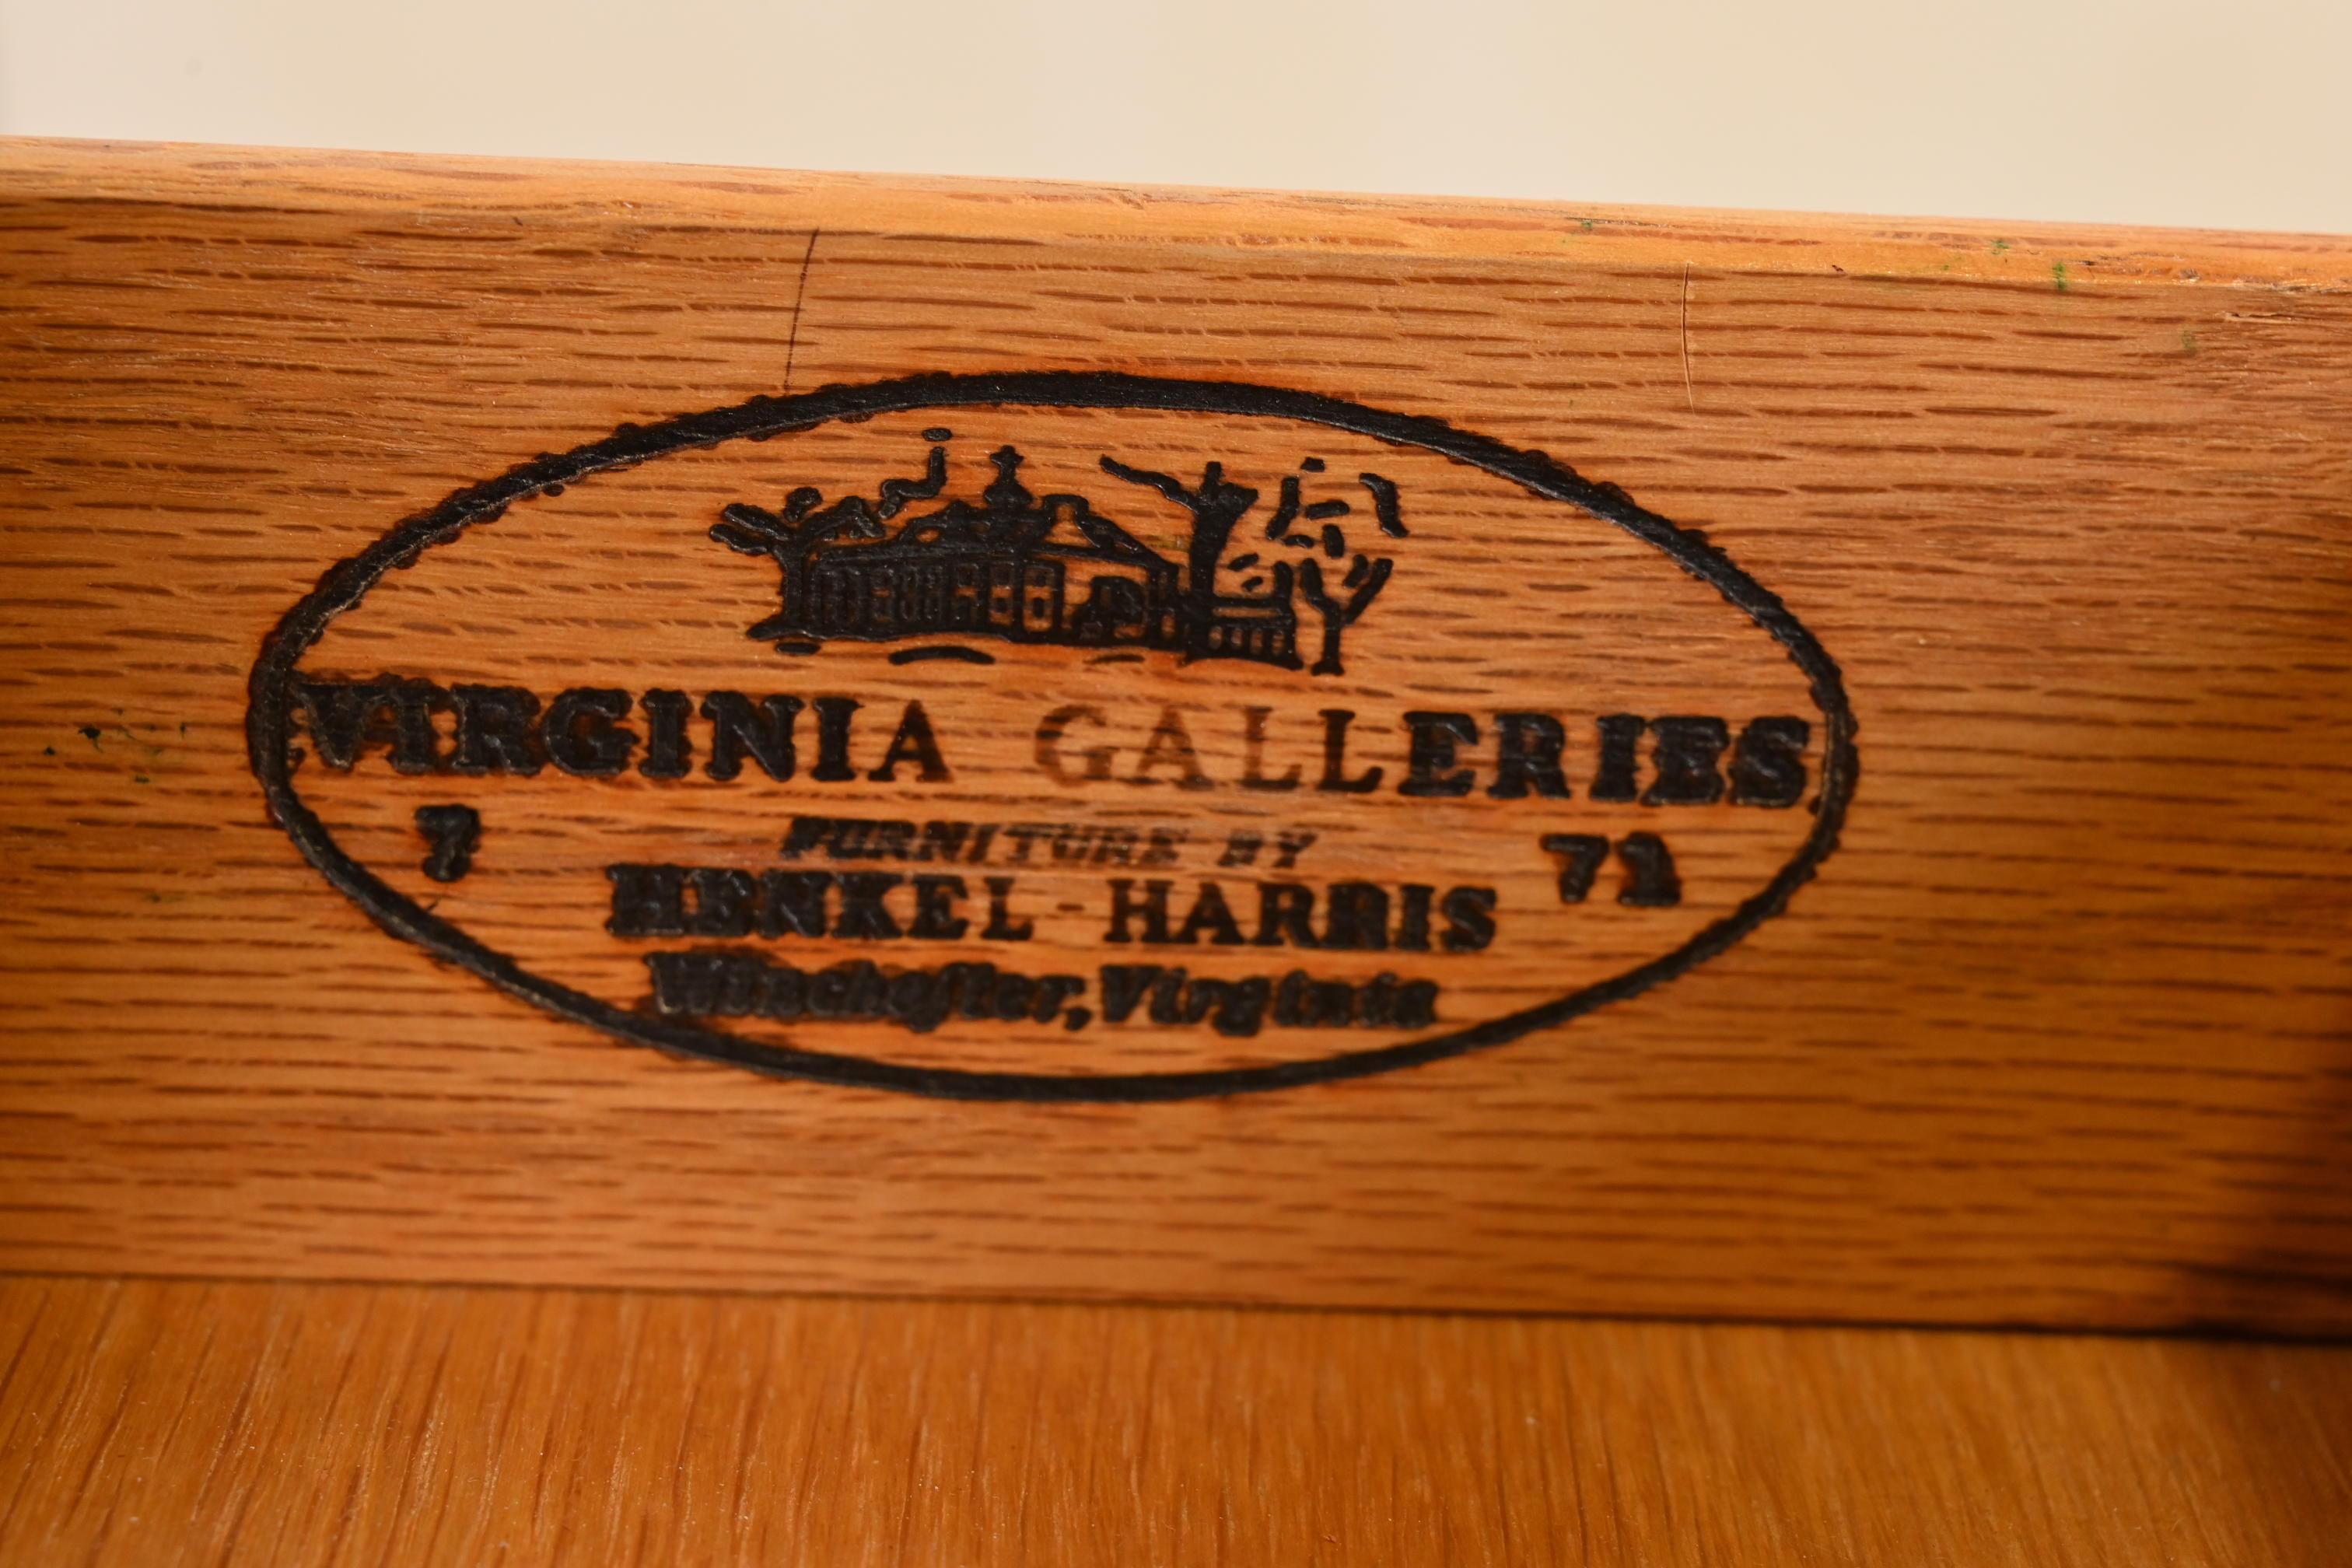 VIRGINIA GALLERIES
7 71
FURNITURE BY
HENKEL-HARRIS
Winchester, Virginia